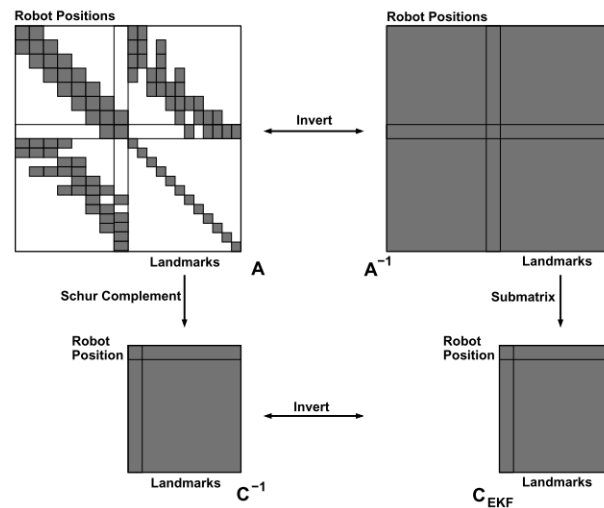 Robot Positions
Robot Positions
Invert
Landmarks
A
A⁻¹
Landmarks
Schur Complement
Submatrix
Robot
Position
Robot
Position
Invert
Landmarks
C⁻¹
C_EKF
Landmarks